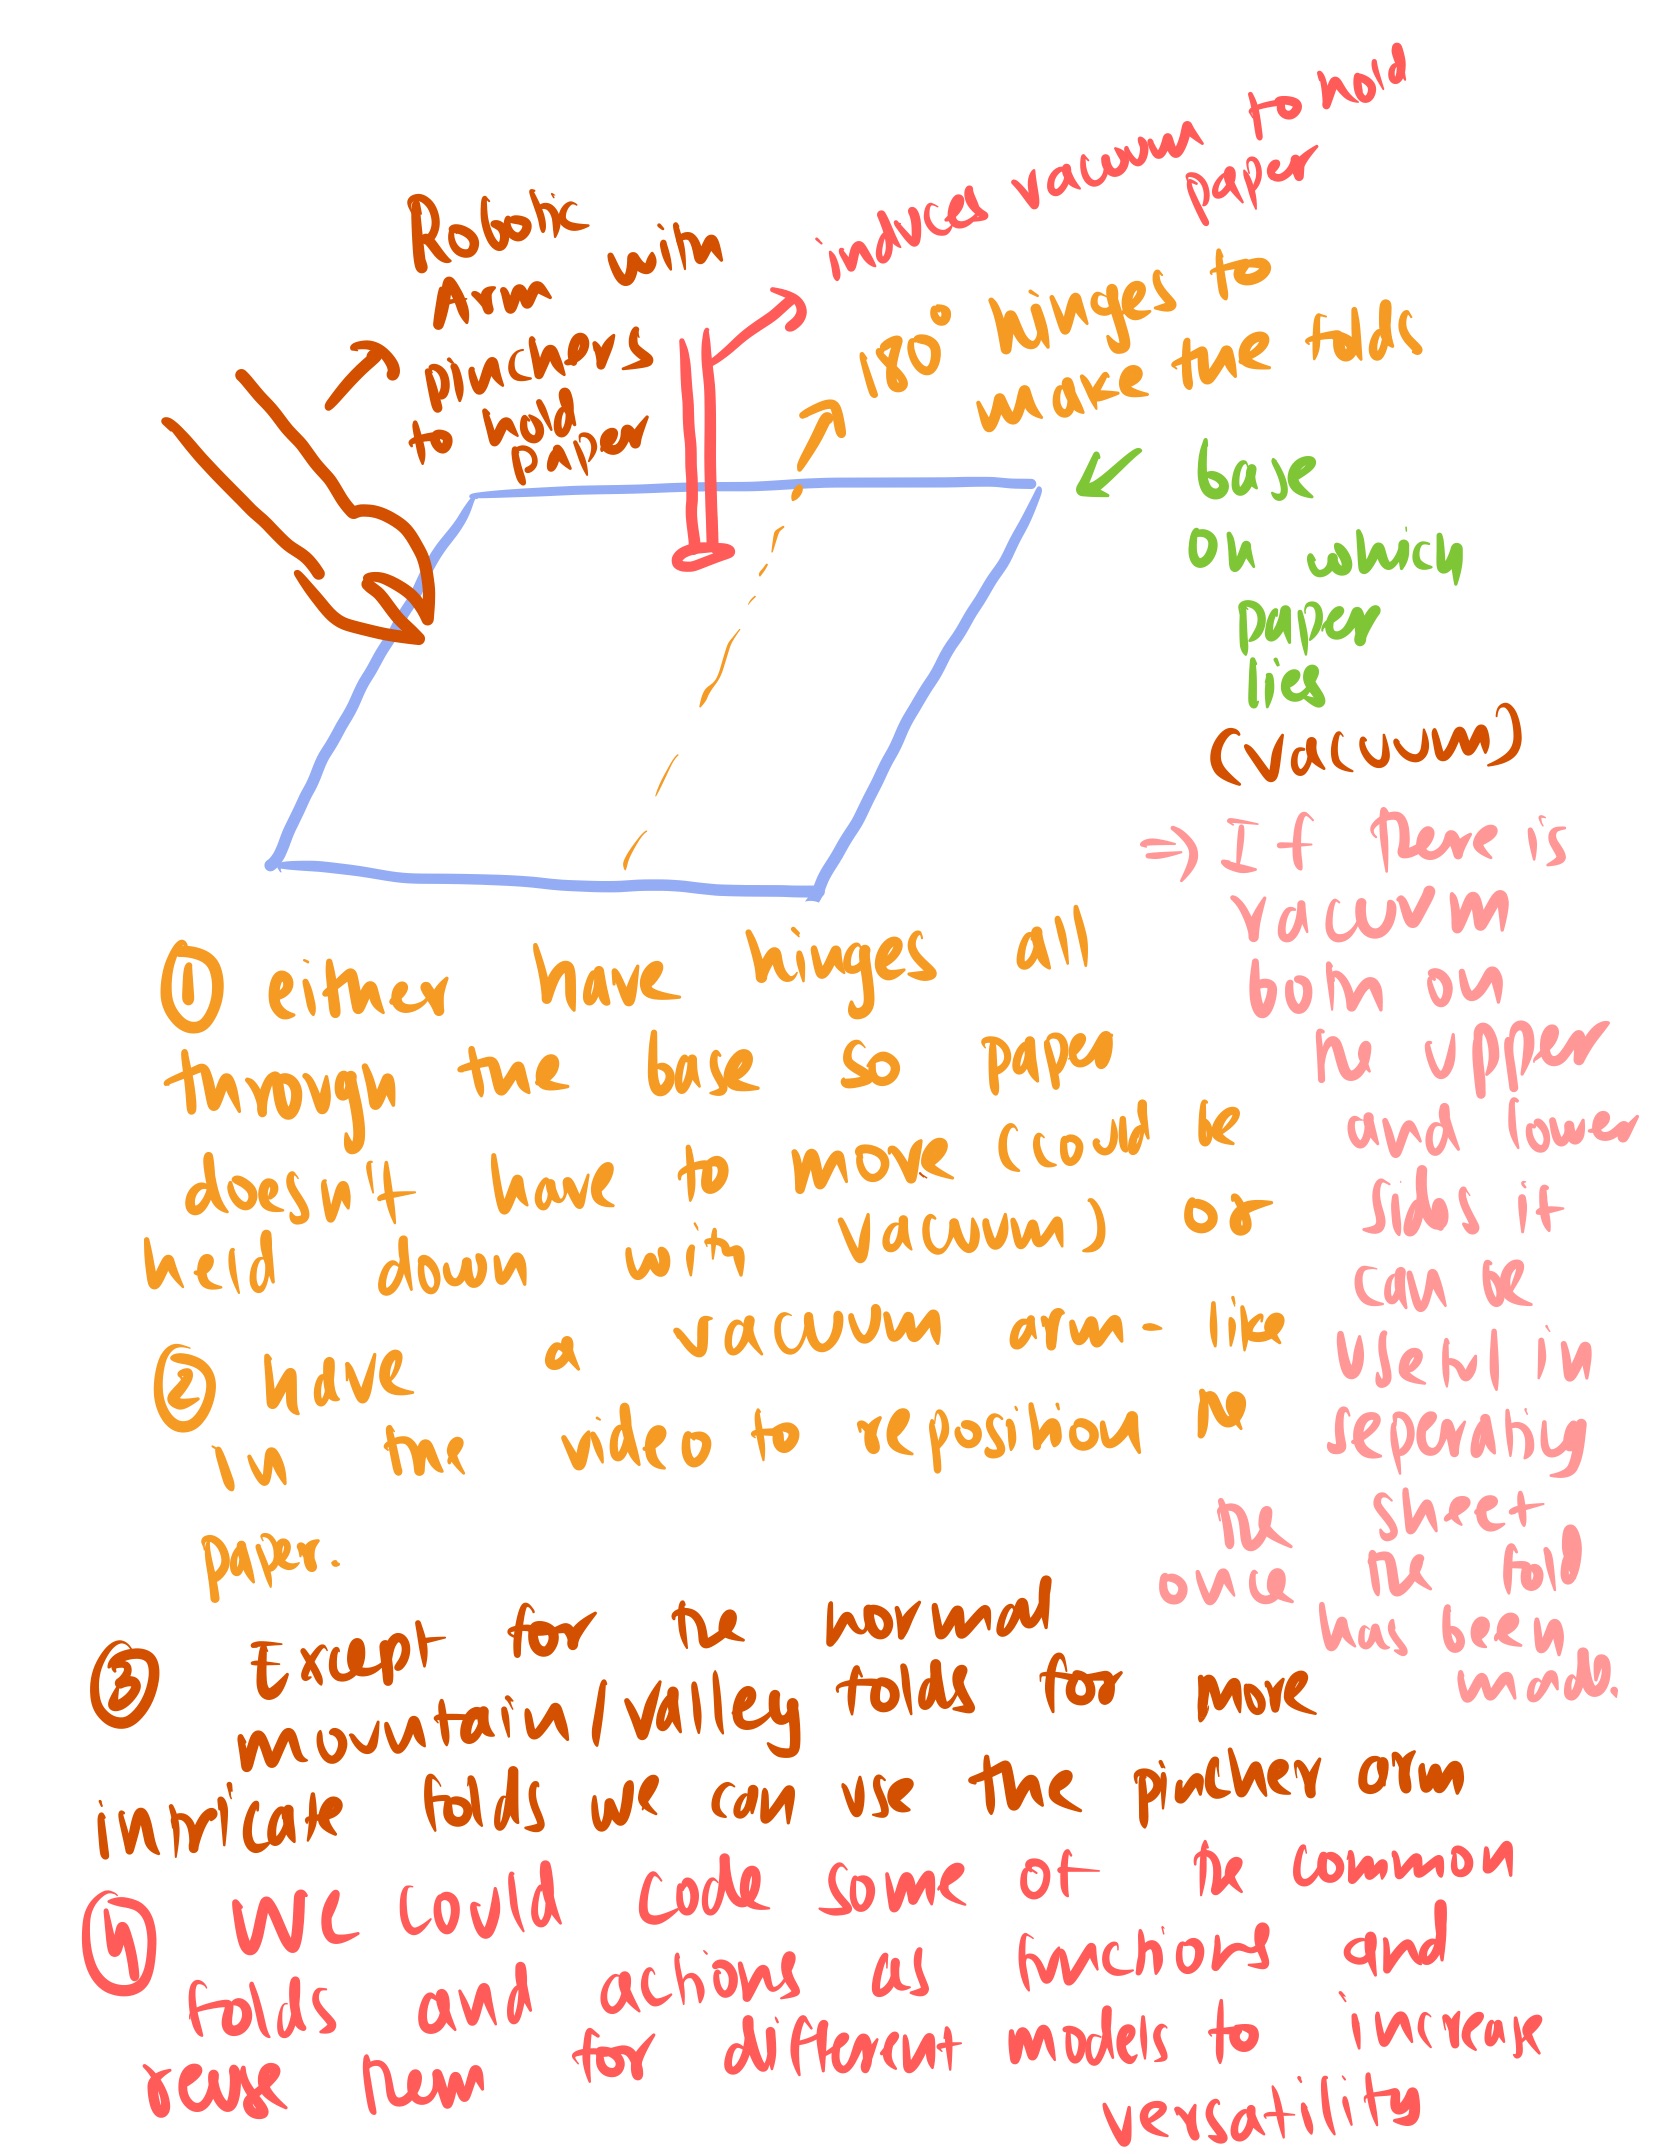 induces vacuum to hold
paper
Robotic
Arm with
pinchers
to hold
paper
180° hinges to
make the folds
base
on which
paper
lies
(vacuum)
⇒ If there is
vacuum
both on
the upper
and lower
sides it
can be
useful in
seperating
the sheet
once the fold
has been
made.
① either have hinges all
through the base so paper
doesn't have to move (could be
held down with vacuum) or
② have a vacuum arm - like
in the video to reposition the
paper.
③ Except for the normal
mountain/valley folds for more
intricate folds we can use the pincher arm
④ We could code some of the common
folds and actions as functions and
reuse them for different models to increase
versatility